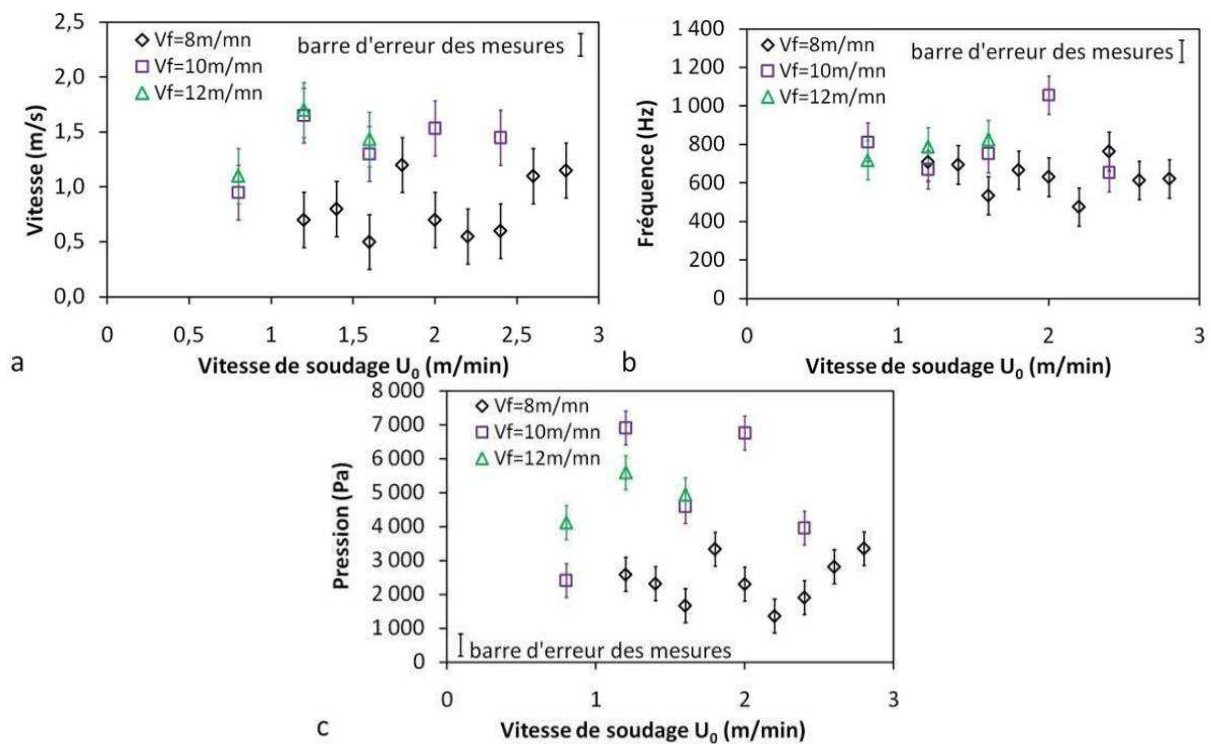 2,5
2,0
1,5
1,0
0,5
0,0
Vitesse (m/s)
Vf=8m/mn
Vf=10m/mn
Vf=12m/mn
barre d'erreur des mesures
0 0,5 1 1,5 2 2,5 3
Vitesse de soudage U₀ (m/min)
a
1 400
1 200
1 000
800
600
400
200
0
Fréquence (Hz)
Vf=8m/mn
Vf=10m/mn
Vf=12m/mn
barre d'erreur des mesures
0 1 2 3
Vitesse de soudage U₀ (m/min)
b
8 000
7 000
6 000
5 000
4 000
3 000
2 000
1 000
0
Pression (Pa)
Vf=8m/mn
Vf=10m/mn
Vf=12m/mn
barre d'erreur des mesures
0 1 2 3
Vitesse de soudage U₀ (m/min)
c